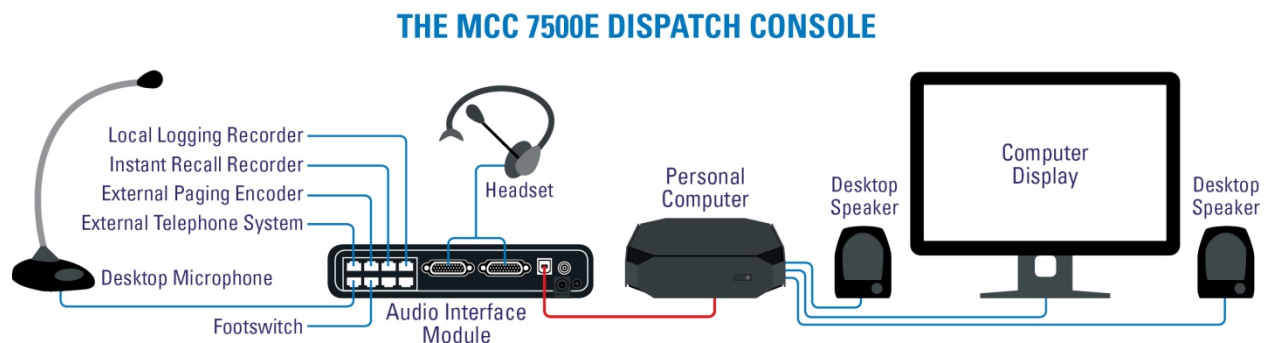 THE MCC 7500E DISPATCH CONSOLE
Local Logging Recorder
Instant Recall Recorder
External Paging Encoder
External Telephone System
Desktop Microphone
Footswitch
Headset
Audio Interface
Module
Personal
Computer
Desktop
Speaker
Computer
Display
Desktop
Speaker